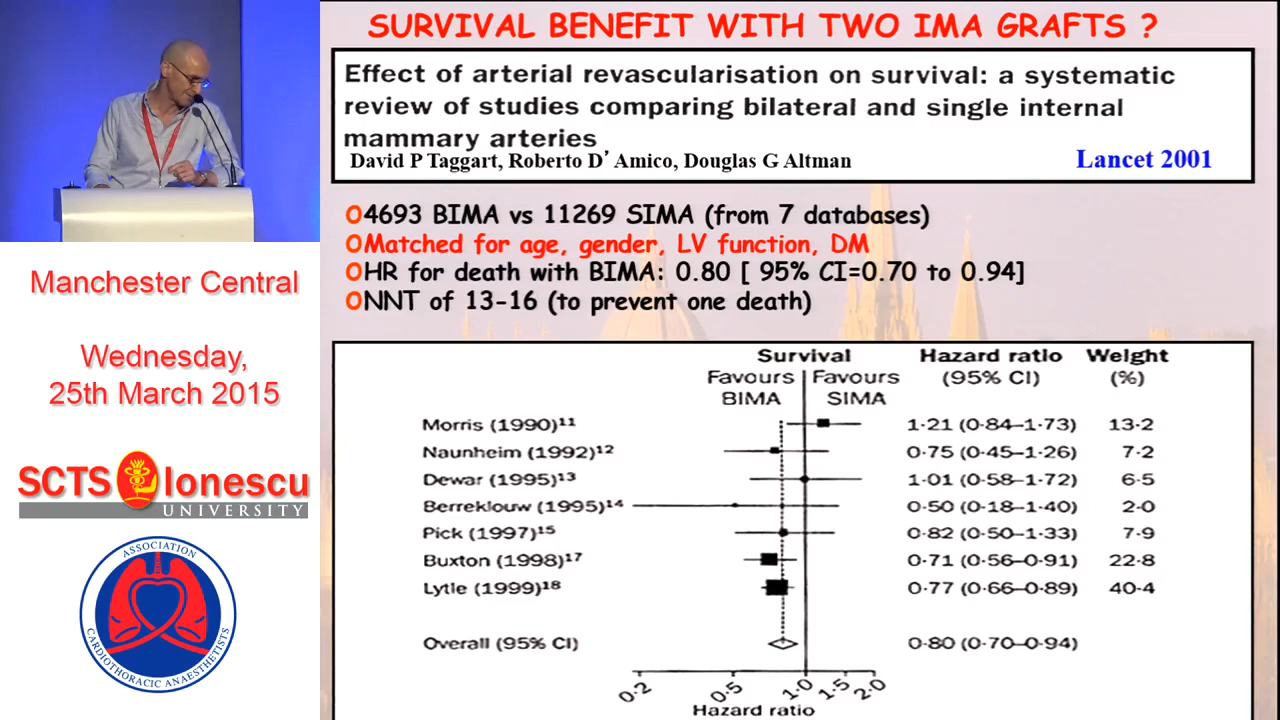 SURVIVAL BENEFIT WITH TWO IMA GRAFTS ?
Effect of arterial revascularisation on survival: a systematic
review of studies comparing bilateral and single internal
mammary arteries
David P Taggart, Roberto D’ Amico, Douglas G Altman
Lancet 2001
O4693 BIMA vs 11269 SIMA (from 7 databases)
OMatched for age, gender, LV function, DM
OHR for death with BIMA: 0.80 [ 95% CI=0.70 to 0.94]
ONNT of 13-16 (to prevent one death)
Survival Hazard ratio Weight
Favours Favours (95% CI) (%)
BIMA SIMA
Morris (1990)¹¹ 1·21 (0·84–1·73) 13·2
Naunheim (1992)¹² 0·75 (0·45–1·26) 7·2
Dewar (1995)¹³ 1·01 (0·58–1·72) 6·5
Berreklouw (1995)¹⁴ 0·50 (0·18–1·40) 2·0
Pick (1997)¹⁵ 0·82 (0·50–1·33) 7·9
Buxton (1998)¹⁷ 0·71 (0·56–0·91) 22·8
Lytle (1999)¹⁸ 0·77 (0·66–0·89) 40·4
Overall (95% CI) 0·80 (0·70–0·94)
0·2 0·5 1·0 1·5 2·0
Hazard ratio
Manchester Central
Wednesday,
25th March 2015
SCTS Ionescu
UNIVERSITY
ASSOCIATION
CARDIOTHORACIC ANAESTHETISTS